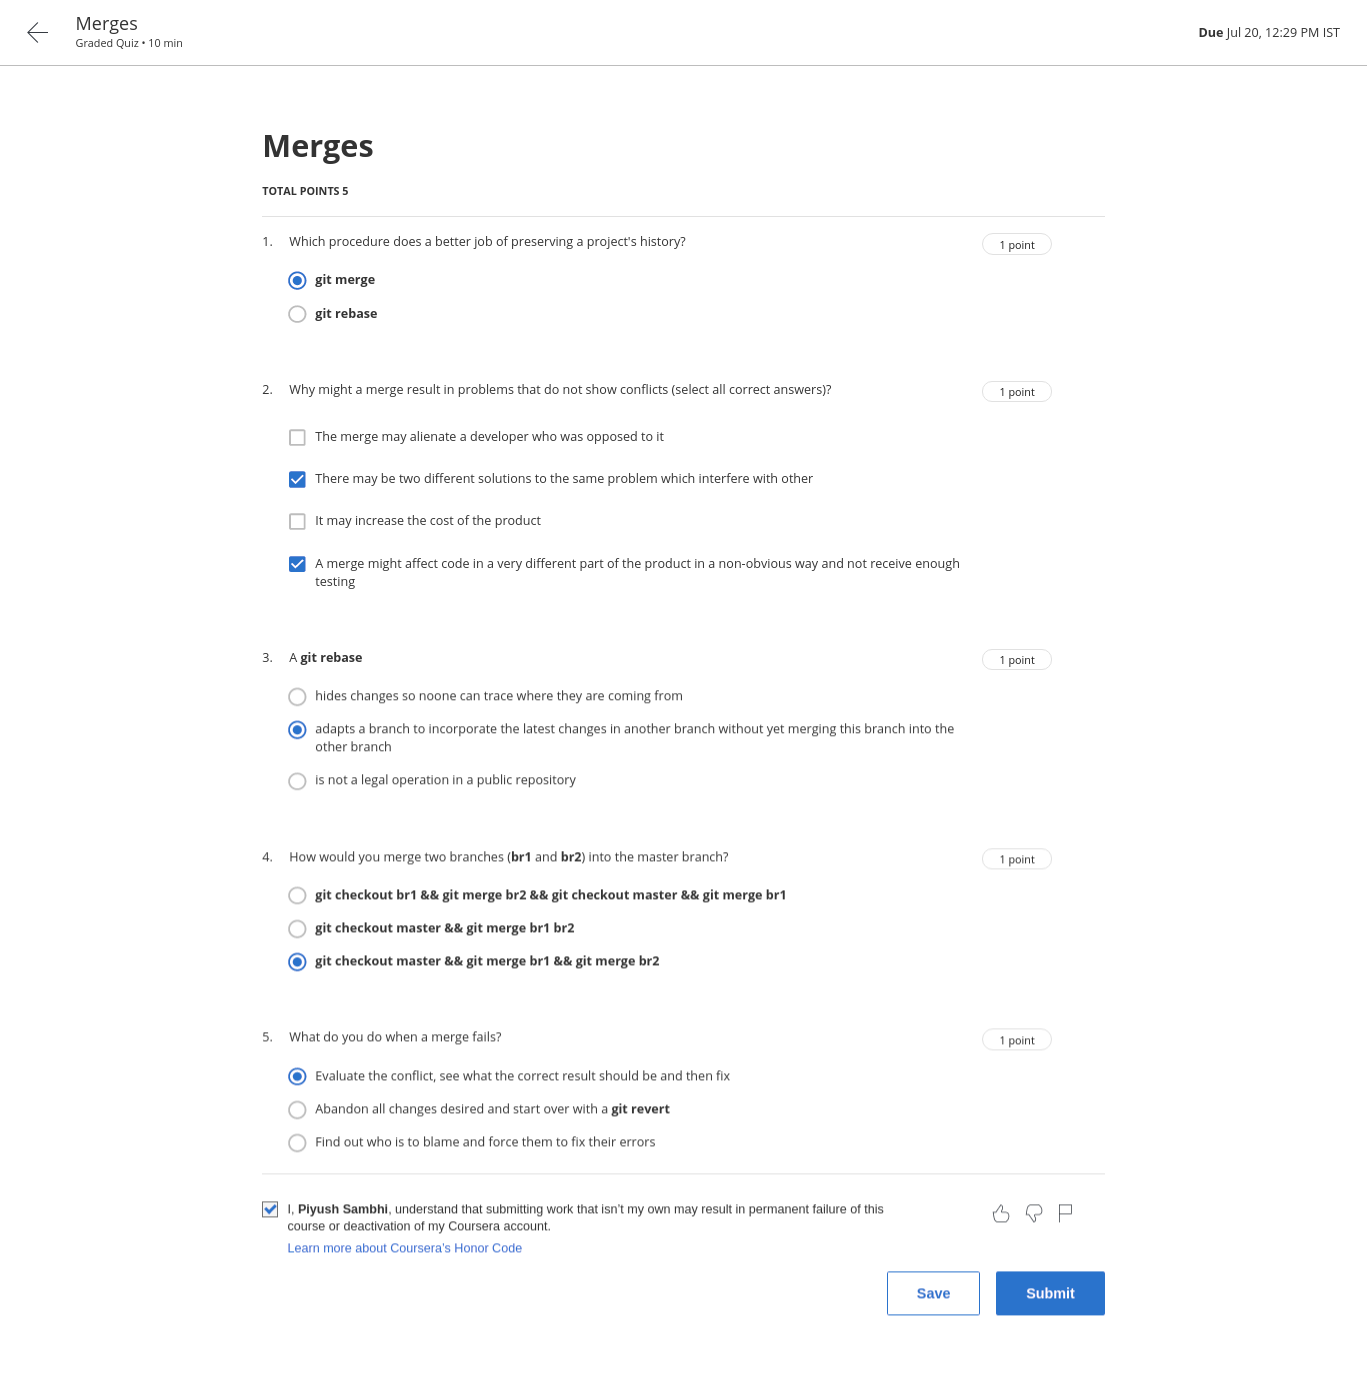 Merges
Graded Quiz • 10 min
Due Jul 20, 12:29 PM IST
Merges
TOTAL POINTS 5
1. Which procedure does a better job of preserving a project's history?
1 point
git merge
git rebase
2. Why might a merge result in problems that do not show conflicts (select all correct answers)?
1 point
The merge may alienate a developer who was opposed to it
There may be two different solutions to the same problem which interfere with other
It may increase the cost of the product
A merge might affect code in a very different part of the product in a non-obvious way and not receive enough
testing
3. A git rebase
1 point
hides changes so noone can trace where they are coming from
adapts a branch to incorporate the latest changes in another branch without yet merging this branch into the
other branch
is not a legal operation in a public repository
4. How would you merge two branches (br1 and br2) into the master branch?
1 point
git checkout br1 && git merge br2 && git checkout master && git merge br1
git checkout master && git merge br1 br2
git checkout master && git merge br1 && git merge br2
5. What do you do when a merge fails?
1 point
Evaluate the conflict, see what the correct result should be and then fix
Abandon all changes desired and start over with a git revert
Find out who is to blame and force them to fix their errors
I, Piyush Sambhi, understand that submitting work that isn't my own may result in permanent failure of this
course or deactivation of my Coursera account.
Learn more about Coursera's Honor Code
Save
Submit